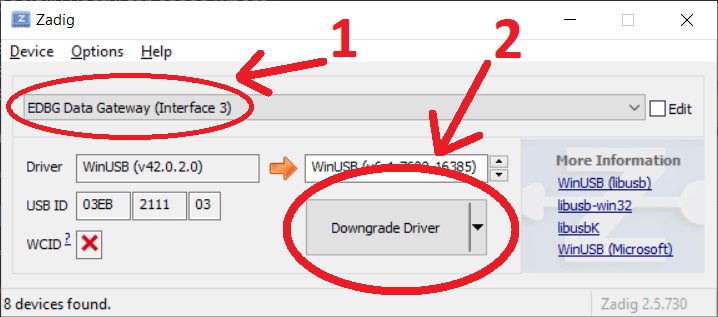 Zadig
1
2
Device Options Help
EDBG Data Gateway (Interface 3)
Edit
Driver WinUSB (v42.0.2.0) WinUSB (v6.1.7600.16385)
More Information
WinUSB (libusb)
USB ID 03EB 2111 03
libusb-win32
Downgrade Driver
libusbK
WCID ?
WinUSB (Microsoft)
8 devices found.
Zadig 2.5.730